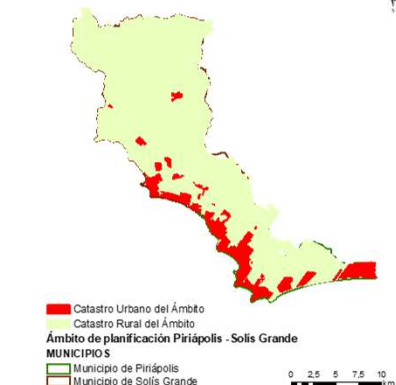 Catastro Urbano del Ámbito
Catastro Rural del Ámbito
Ámbito de planificación Piriápolis - Solís Grande
MUNICIPIOS
Municipio de Piriápolis
Municipio de Solís Grande
0 2,5 5 7,5 10
km